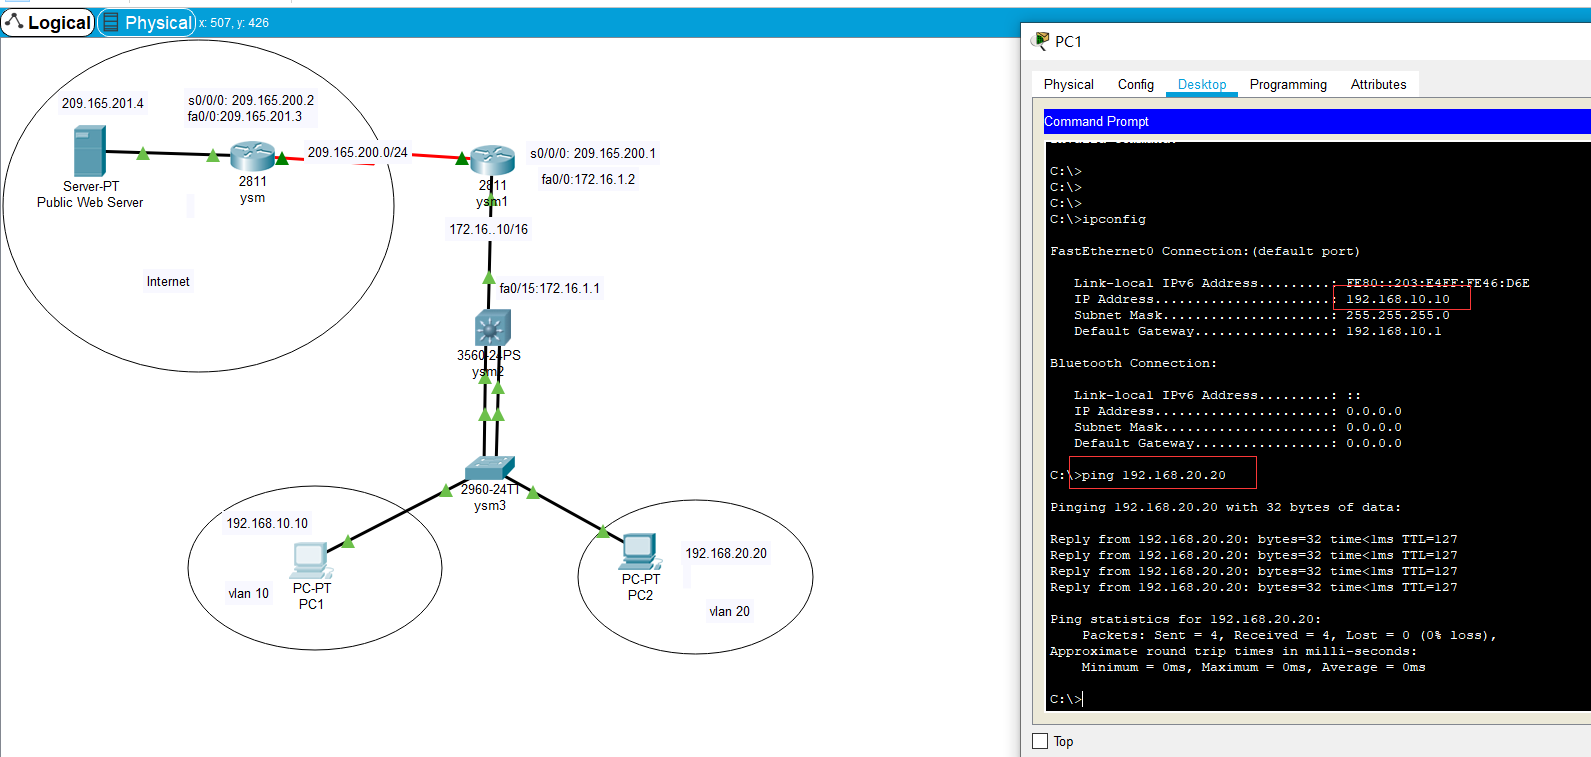 Logical
Physical
x: 507, y: 426
209.165.201.4
s0/0/0: 209.165.200.2
fa0/0:209.165.201.3
Server-PT
Public Web Server
2811
ysm
209.165.200.0/24
Internet
2811
ysm1
s0/0/0: 209.165.200.1
fa0/0:172.16.1.2
172.16..10/16
fa0/15:172.16.1.1
3560-24PS
ysm2
2960-24TT
ysm3
192.168.10.10
vlan 10
PC-PT
PC1
PC-PT
PC2
192.168.20.20
vlan 20
PC1
Physical Config Desktop Programming Attributes
Command Prompt
C:\>
C:\>
C:\>
C:\>ipconfig
FastEthernet0 Connection:(default port)
Link-local IPv6 Address.........: FE80::203:E4FF:FE46:D6E
IP Address......................: 192.168.10.10
Subnet Mask.....................: 255.255.255.0
Default Gateway.................: 192.168.10.1
Bluetooth Connection:
Link-local IPv6 Address.........: ::
IP Address......................: 0.0.0.0
Subnet Mask.....................: 0.0.0.0
Default Gateway.................: 0.0.0.0
C:\>ping 192.168.20.20
Pinging 192.168.20.20 with 32 bytes of data:
Reply from 192.168.20.20: bytes=32 time<1ms TTL=127
Reply from 192.168.20.20: bytes=32 time<1ms TTL=127
Reply from 192.168.20.20: bytes=32 time<1ms TTL=127
Reply from 192.168.20.20: bytes=32 time<1ms TTL=127
Ping statistics for 192.168.20.20:
Packets: Sent = 4, Received = 4, Lost = 0 (0% loss),
Approximate round trip times in milli-seconds:
Minimum = 0ms, Maximum = 0ms, Average = 0ms
C:\>
Top